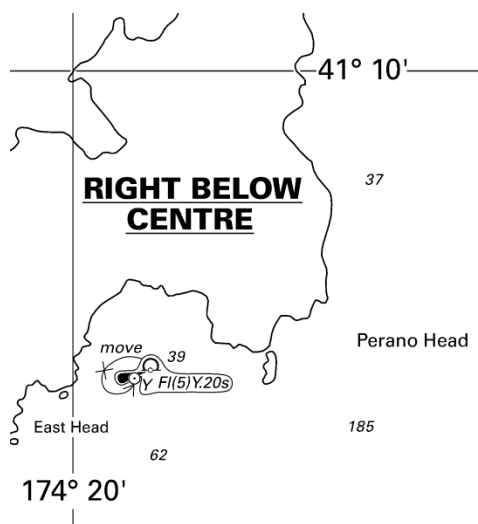 41° 10'
RIGHT BELOW
CENTRE
37
move
39
Y Fl(5)Y.20s
Perano Head
East Head
185
62
174° 20'